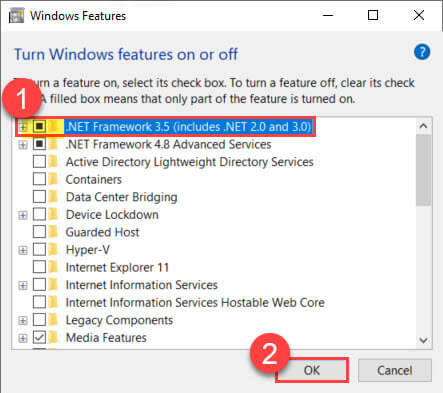 Windows Features
Turn Windows features on or off
?
urn a feature on, select its check box. To turn a feature off, clear its check
1
A filled box means that only part of the feature is turned on.
.NET Framework 3.5 (includes .NET 2.0 and 3.0)
.NET Framework 4.8 Advanced Services
Active Directory Lightweight Directory Services
Containers
Data Center Bridging
Device Lockdown
Guarded Host
Hyper-V
Internet Explorer 11
Internet Information Services
Internet Information Services Hostable Web Core
Legacy Components
Media Features
2
OK
Cancel